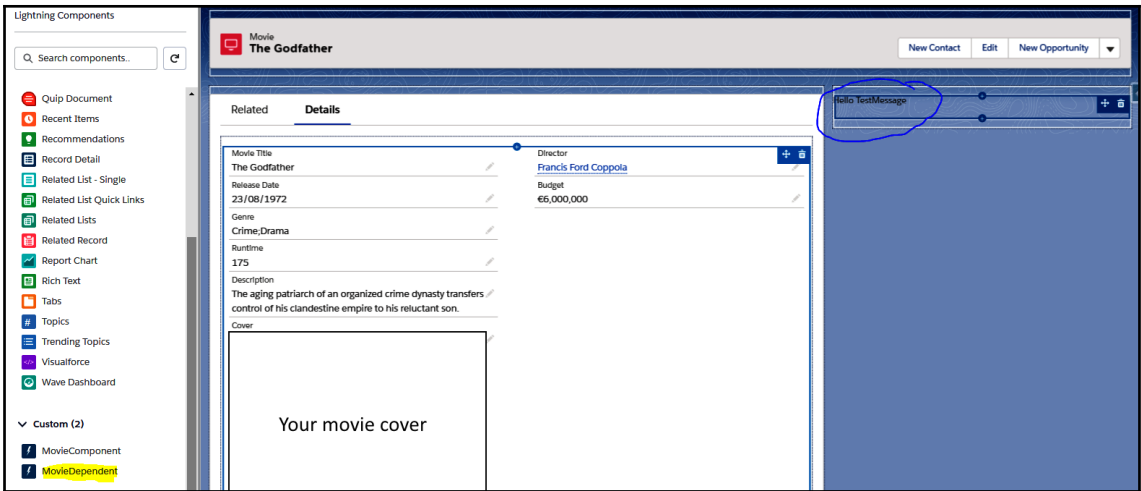 Lightning Components
Search components..
Quip Document
Recent Items
Recommendations
Record Detail
Related List - Single
Related List Quick Links
Related Lists
Related Record
Report Chart
Rich Text
Tabs
# Topics
Trending Topics
Visualforce
Wave Dashboard
Custom (2)
MovieComponent
MovieDependent
Movie
The Godfather
New Contact Edit New Opportunity
Related Details
Movie Title
The Godfather
Release Date
23/08/1972
Genre
Crime;Drama
Runtime
175
Description
The aging patriarch of an organized crime dynasty transfers
control of his clandestine empire to his reluctant son.
Cover
Your movie cover
Director
Francis Ford Coppola
Budget
€6,000,000
Hello TestMessage